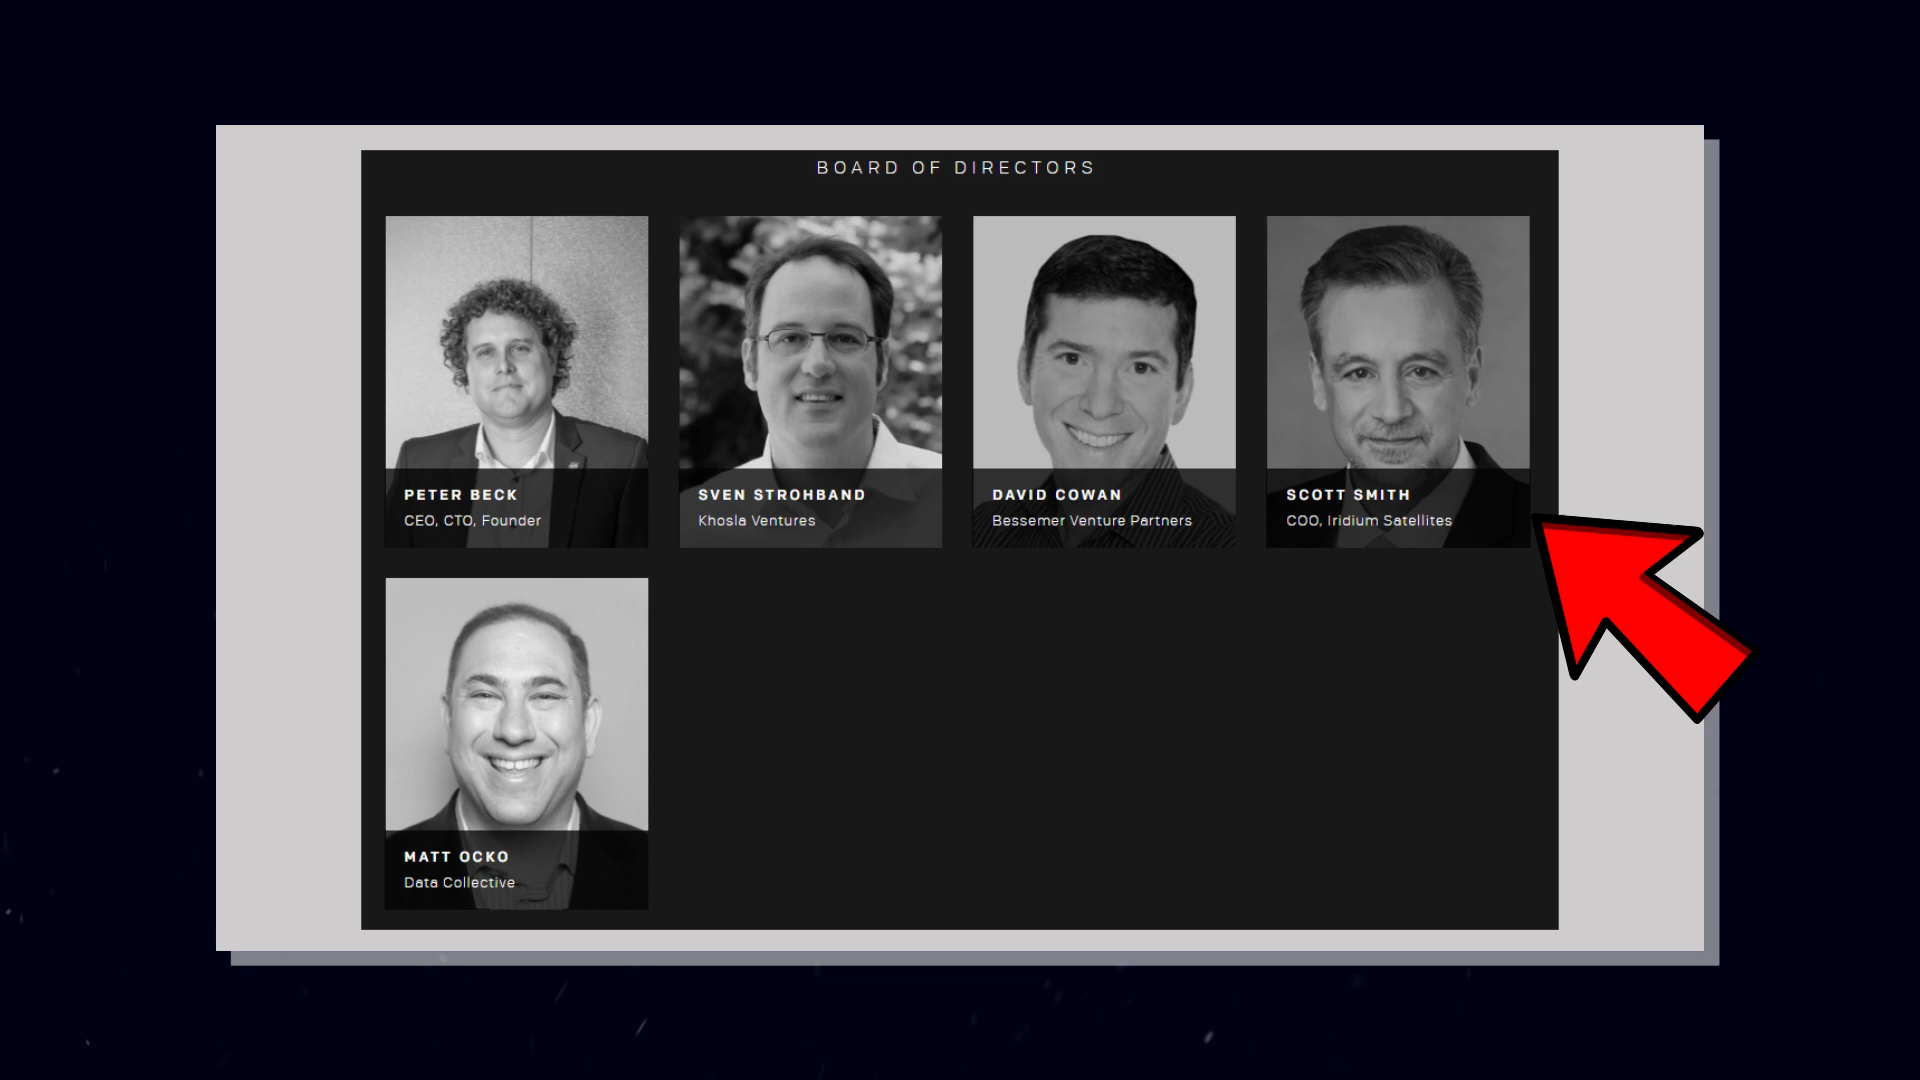 BOARD OF DIRECTORS
PETER BECK
CEO, CTO, Founder
SVEN STROHBAND
Khosla Ventures
DAVID COWAN
Bessemer Venture Partners
SCOTT SMITH
COO, Iridium Satellites
MATT OCKO
Data Collective